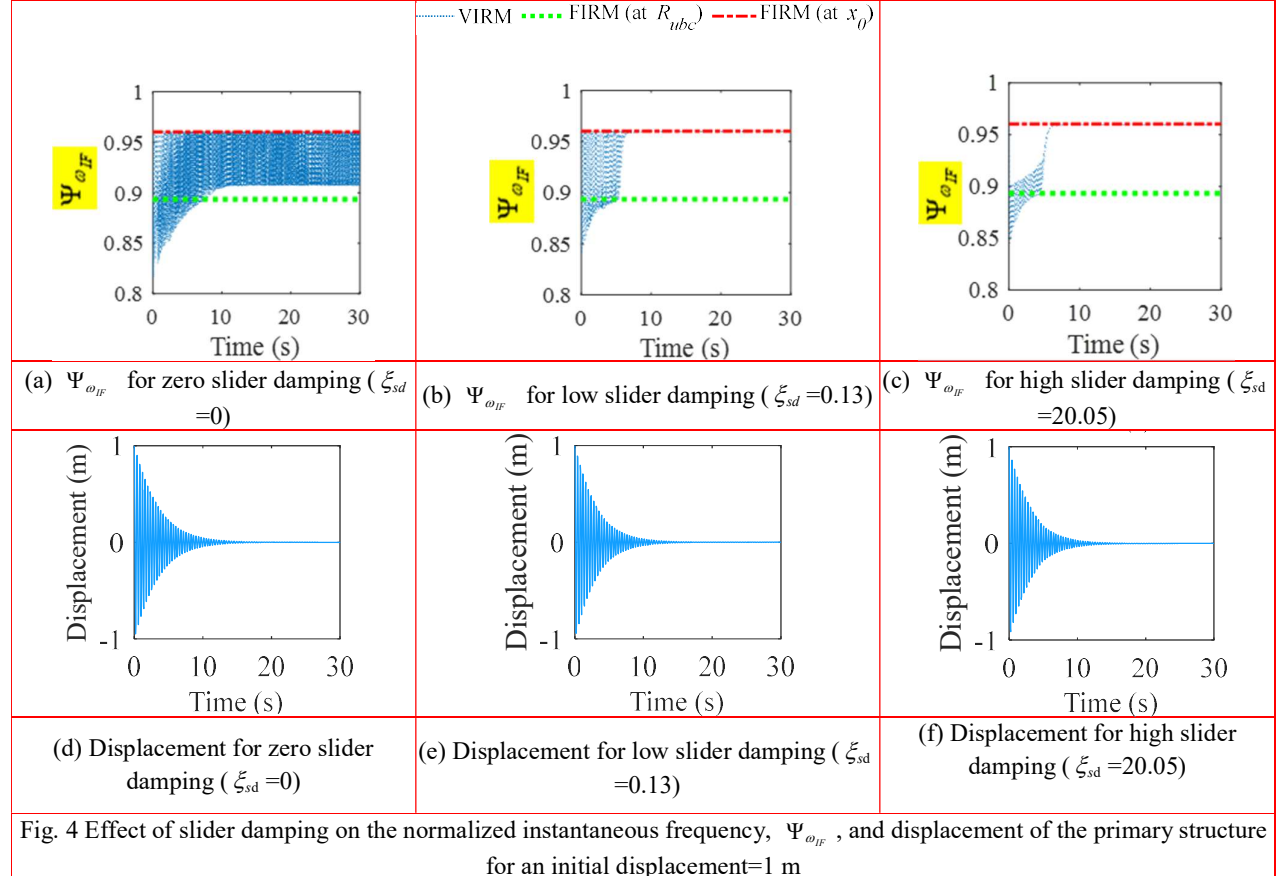 VIRM FIRM (at R_ubc) FIRM (at x_0)
1
0.95
0.9
0.85
0.8
Ψ_ω_IF
0 10 20 30
Time (s)
1
0.95
0.9
0.85
0.8
Ψ_ω_IF
0 10 20 30
Time (s)
1
0.95
0.9
0.85
0.8
Ψ_ω_IF
0 10 20 30
Time (s)
(a) Ψ_ω_IF for zero slider damping ( ξ_sd
=0)
(b) Ψ_ω_IF for low slider damping ( ξ_sd =0.13)
(c) Ψ_ω_IF for high slider damping ( ξ_sd
=20.05)
1
0
-1
Displacement (m)
0 10 20 30
Time (s)
1
0
-1
Displacement (m)
0 10 20 30
Time (s)
1
0
-1
Displacement (m)
0 10 20 30
Time (s)
(d) Displacement for zero slider
damping ( ξ_sd =0)
(e) Displacement for low slider damping ( ξ_sd
=0.13)
(f) Displacement for high slider
damping ( ξ_sd =20.05)
Fig. 4 Effect of slider damping on the normalized instantaneous frequency, Ψ_ω_IF , and displacement of the primary structure
for an initial displacement=1 m